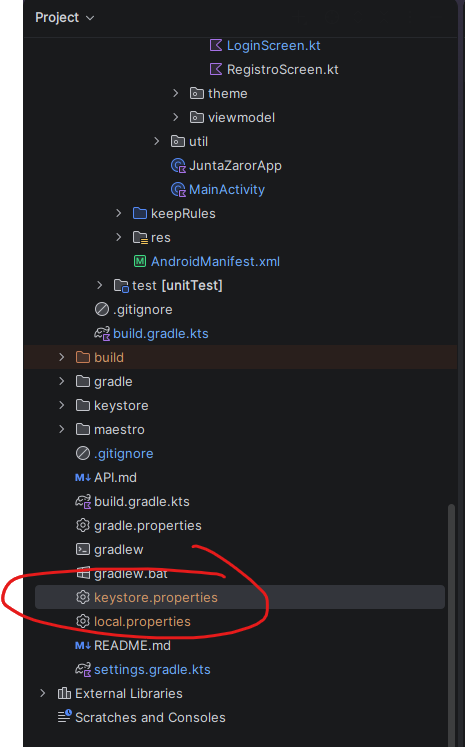 Project
LoginScreen.kt
RegistroScreen.kt
theme
viewmodel
util
JuntaZarorApp
MainActivity
keepRules
res
AndroidManifest.xml
test [unitTest]
.gitignore
build.gradle.kts
build
gradle
keystore
maestro
.gitignore
API.md
build.gradle.kts
gradle.properties
gradlew
gradlew.bat
keystore.properties
local.properties
README.md
settings.gradle.kts
External Libraries
Scratches and Consoles